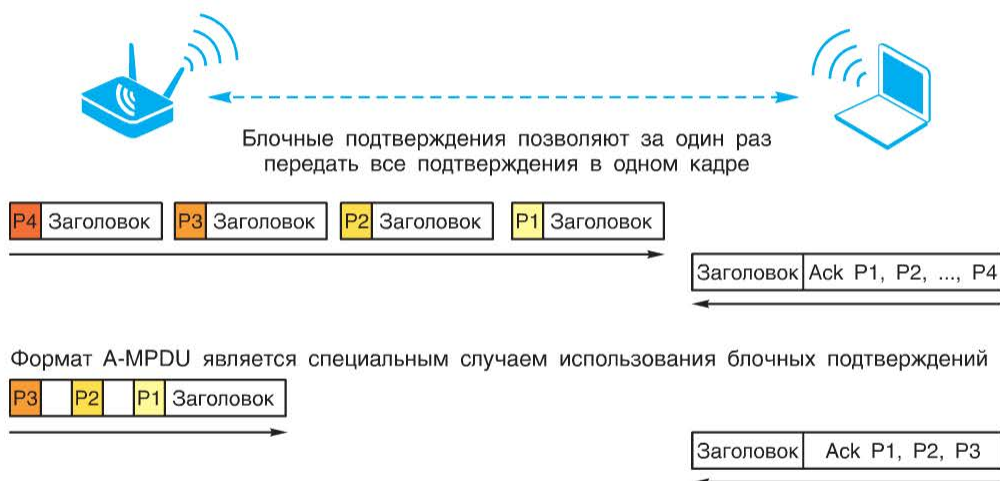 Блочные подтверждения позволяют за один раз
передать все подтверждения в одном кадре
P4 Заголовок P3 Заголовок P2 Заголовок P1 Заголовок
Заголовок Ack P1, P2, ..., P4
Формат A-MPDU является специальным случаем использования блочных подтверждений
P3 P2 P1 Заголовок
Заголовок Ack P1, P2, P3